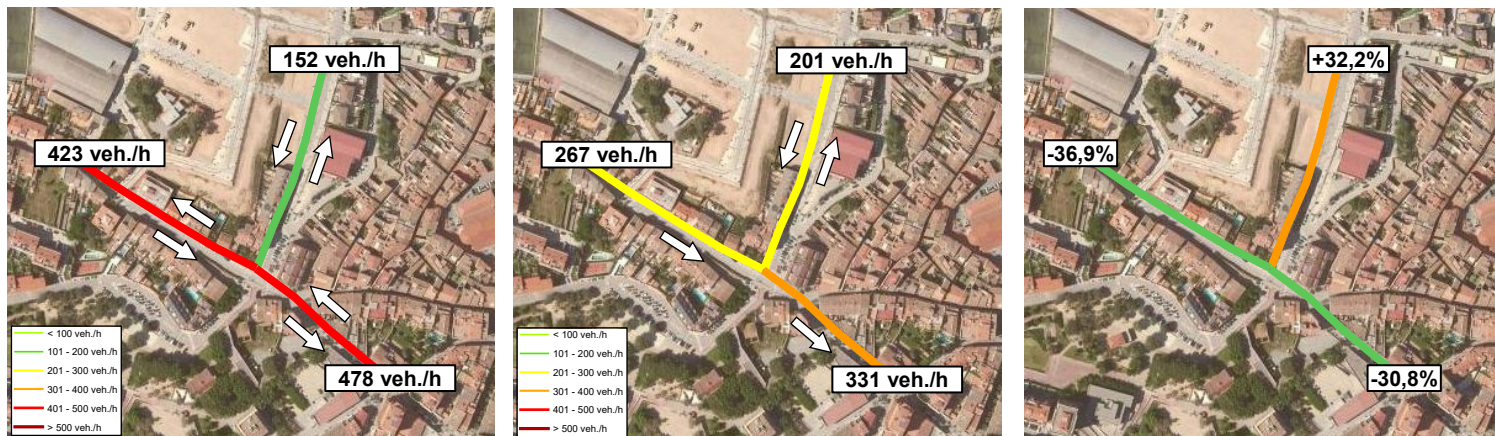 152 veh./h
423 veh./h
478 veh./h
< 100 veh./h
101 - 200 veh./h
201 - 300 veh./h
301 - 400 veh./h
401 - 500 veh./h
> 500 veh./h
201 veh./h
267 veh./h
331 veh./h
< 100 veh./h
101 - 200 veh./h
201 - 300 veh./h
301 - 400 veh./h
401 - 500 veh./h
> 500 veh./h
+32,2%
-36,9%
-30,8%